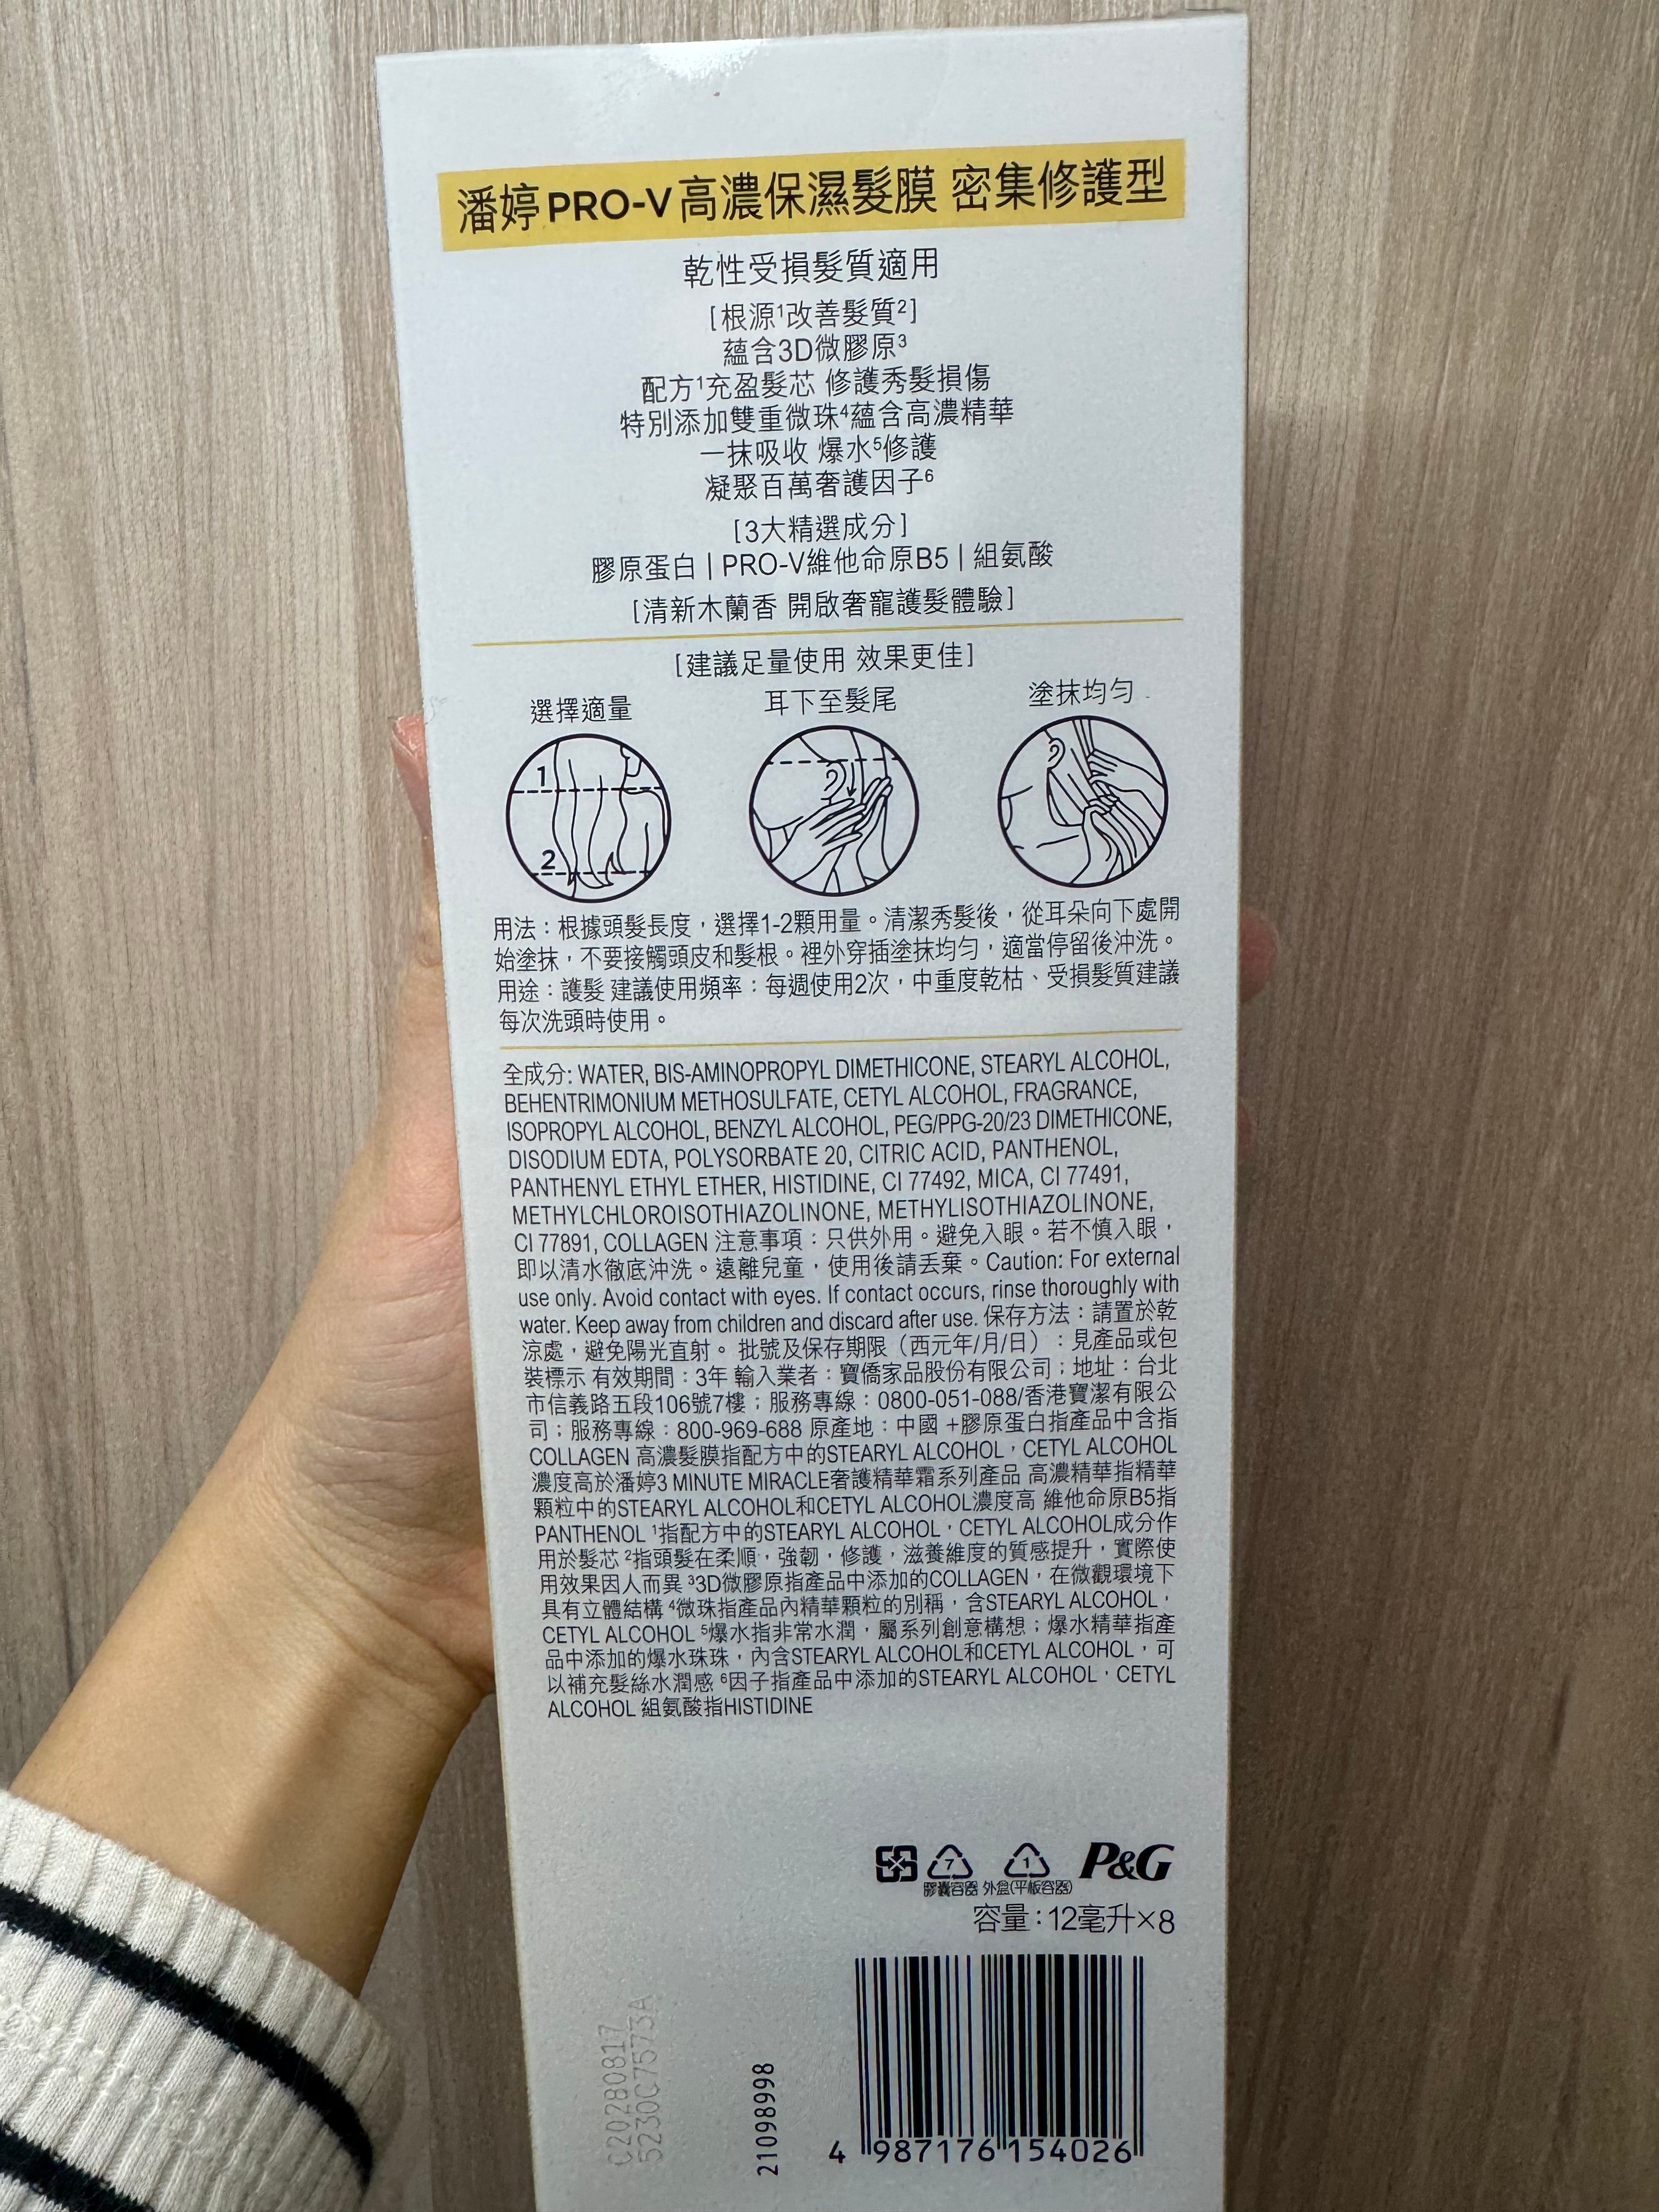 潘婷PRO-V高濃保濕髮膜 密集修護型
乾性受損髮質適用
[根源¹改善髮質²]
蘊含3D微膠原³
配方¹充盈髮芯 修護秀髮損傷
特別添加雙重微珠⁴蘊含高濃精華
一抹吸收 爆水⁵修護
凝聚百萬奢護因子⁶
[3大精選成分]
膠原蛋白 | PRO-V維他命原B5 | 組氨酸
[清新木蘭香 開啟奢寵護髮體驗]
[建議足量使用 效果更佳]
選擇適量
耳下至髮尾
塗抹均勻
1
2
用法：根據頭髮長度，選擇1-2顆用量。清潔秀髮後，從耳朵向下處開
始塗抹，不要接觸頭皮和髮根。裡外穿插塗抹均勻，適當停留後沖洗。
用途：護髮 建議使用頻率：每週使用2次，中重度乾枯、受損髮質建議
每次洗頭時使用。
全成分: WATER, BIS-AMINOPROPYL DIMETHICONE, STEARYL ALCOHOL,
BEHENTRIMONIUM METHOSULFATE, CETYL ALCOHOL, FRAGRANCE,
ISOPROPYL ALCOHOL, BENZYL ALCOHOL, PEG/PPG-20/23 DIMETHICONE,
DISODIUM EDTA, POLYSORBATE 20, CITRIC ACID, PANTHENOL,
PANTHENYL ETHYL ETHER, HISTIDINE, CI 77492, MICA, CI 77491,
METHYLCHLOROISOTHIAZOLINONE, METHYLISOTHIAZOLINONE,
CI 77891, COLLAGEN 注意事項：只供外用。避免入眼。若不慎入眼，
即以清水徹底沖洗。遠離兒童，使用後請丟棄。Caution: For external
use only. Avoid contact with eyes. If contact occurs, rinse thoroughly with
water. Keep away from children and discard after use. 保存方法：請置於乾
涼處，避免陽光直射。 批號及保存期限（西元年/月/日）：見產品或包
裝標示 有效期間：3年 輸入業者：寶僑家品股份有限公司；地址：台北
市信義路五段106號7樓；服務專線：0800-051-088/香港寶潔有限公
司；服務專線：800-969-688 原產地：中國 +膠原蛋白指產品中含指
COLLAGEN 高濃髮膜指配方中的STEARYL ALCOHOL，CETYL ALCOHOL
濃度高於潘婷3 MINUTE MIRACLE奢護精華霜系列產品 高濃精華指精華
顆粒中的STEARYL ALCOHOL和CETYL ALCOHOL濃度高 維他命原B5指
PANTHENOL ¹指配方中的STEARYL ALCOHOL，CETYL ALCOHOL成分作
用於髮芯 ²指頭髮在柔順，強韌，修護，滋養維度的質感提升，實際使
用效果因人而異 ³3D微膠原指產品中添加的COLLAGEN，在微觀環境下
具有立體結構 ⁴微珠指產品內精華顆粒的別稱，含STEARYL ALCOHOL，
CETYL ALCOHOL ⁵爆水指非常水潤，屬系列創意構想；爆水精華指產
品中添加的爆水珠珠，內含STEARYL ALCOHOL和CETYL ALCOHOL，可
以補充髮絲水潤感 ⁶因子指產品中添加的STEARYL ALCOHOL，CETYL
ALCOHOL 組氨酸指HISTIDINE
7
1
P&G
膠囊容器 外盒(平板容器)
容量：12毫升×8
C20280817
5230C7573A
21098998
4 987176 154026